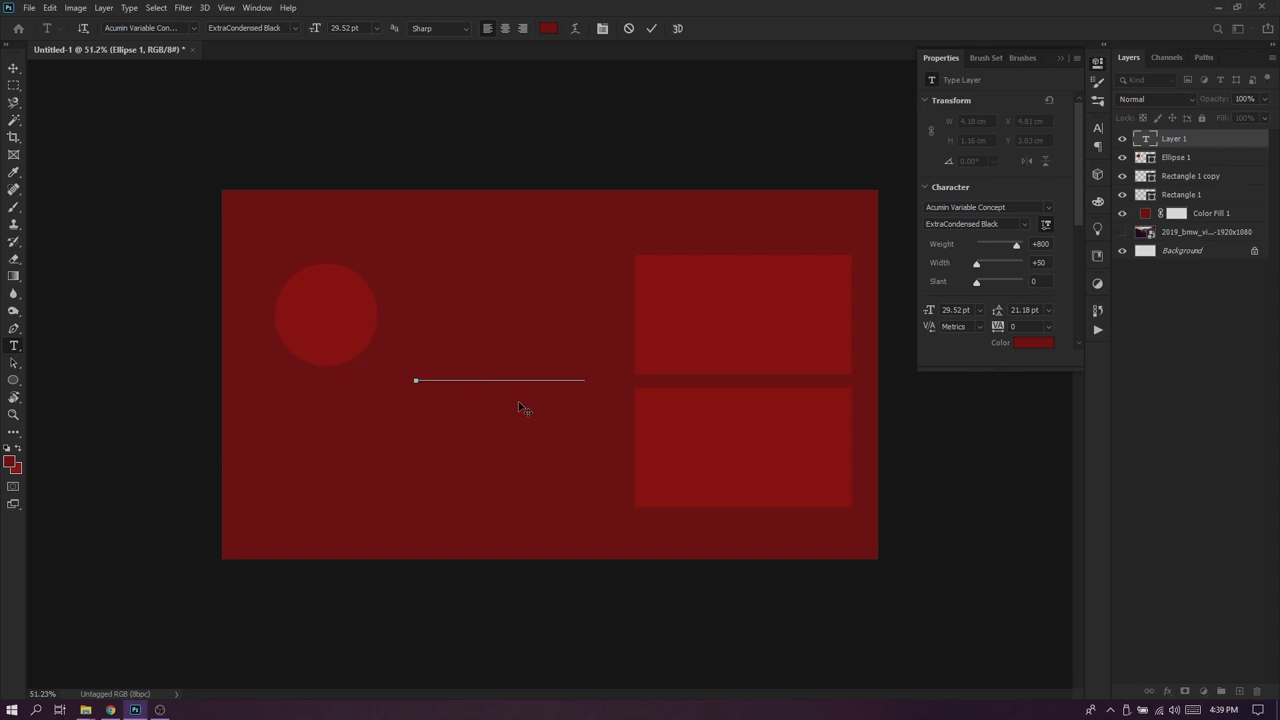 Ps File Edit Image Layer Type Select Filter 3D View Window Help
Acumin Variable Con... ExtraCondensed Black 29.52 pt Sharp 3D
Untitled-1 @ 51.2% (Ellipse 1, RGB/8#) *
Properties Brush Set Brushes
Layers Channels Paths
Type Layer
Kind
Normal Opacity: 100%
Lock: Fill: 100%
Transform
W 4.18 cm X 4.81 cm
H 1.16 cm Y 3.83 cm
0.00°
Layer 1
Ellipse 1
Rectangle 1 copy
Rectangle 1
Color Fill 1
2019_bmw_vi...-1920x1080
Background
Character
Acumin Variable Concept
ExtraCondensed Black
Weight +800
Width +50
Slant 0
29.52 pt 21.18 pt
Metrics 0
Color
51.23% Untagged RGB (8bpc)
4:39 PM